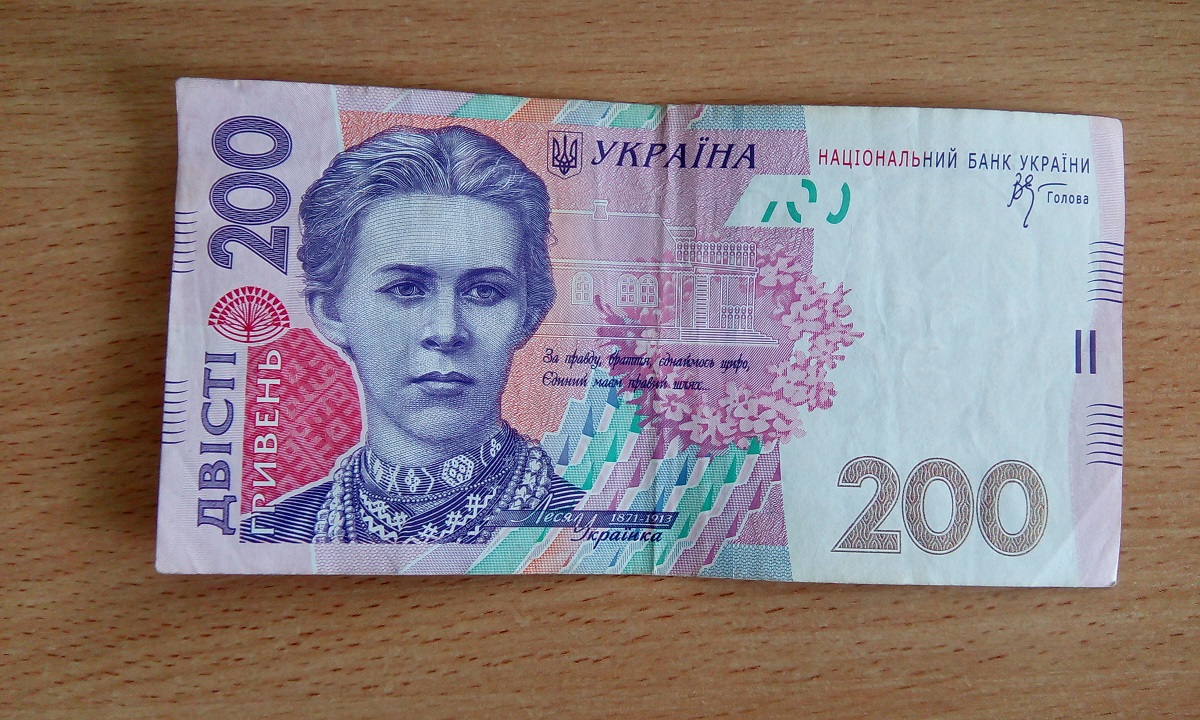 200
ДВІСТІ
ГРИВЕНЬ
УКРАЇНА
НАЦІОНАЛЬНИЙ БАНК УКРАЇНИ
Голова
За правду, браття, єднаймось щиро,
Єдиний маєм правий шлях...
Леся 1871-1913
Українка
200